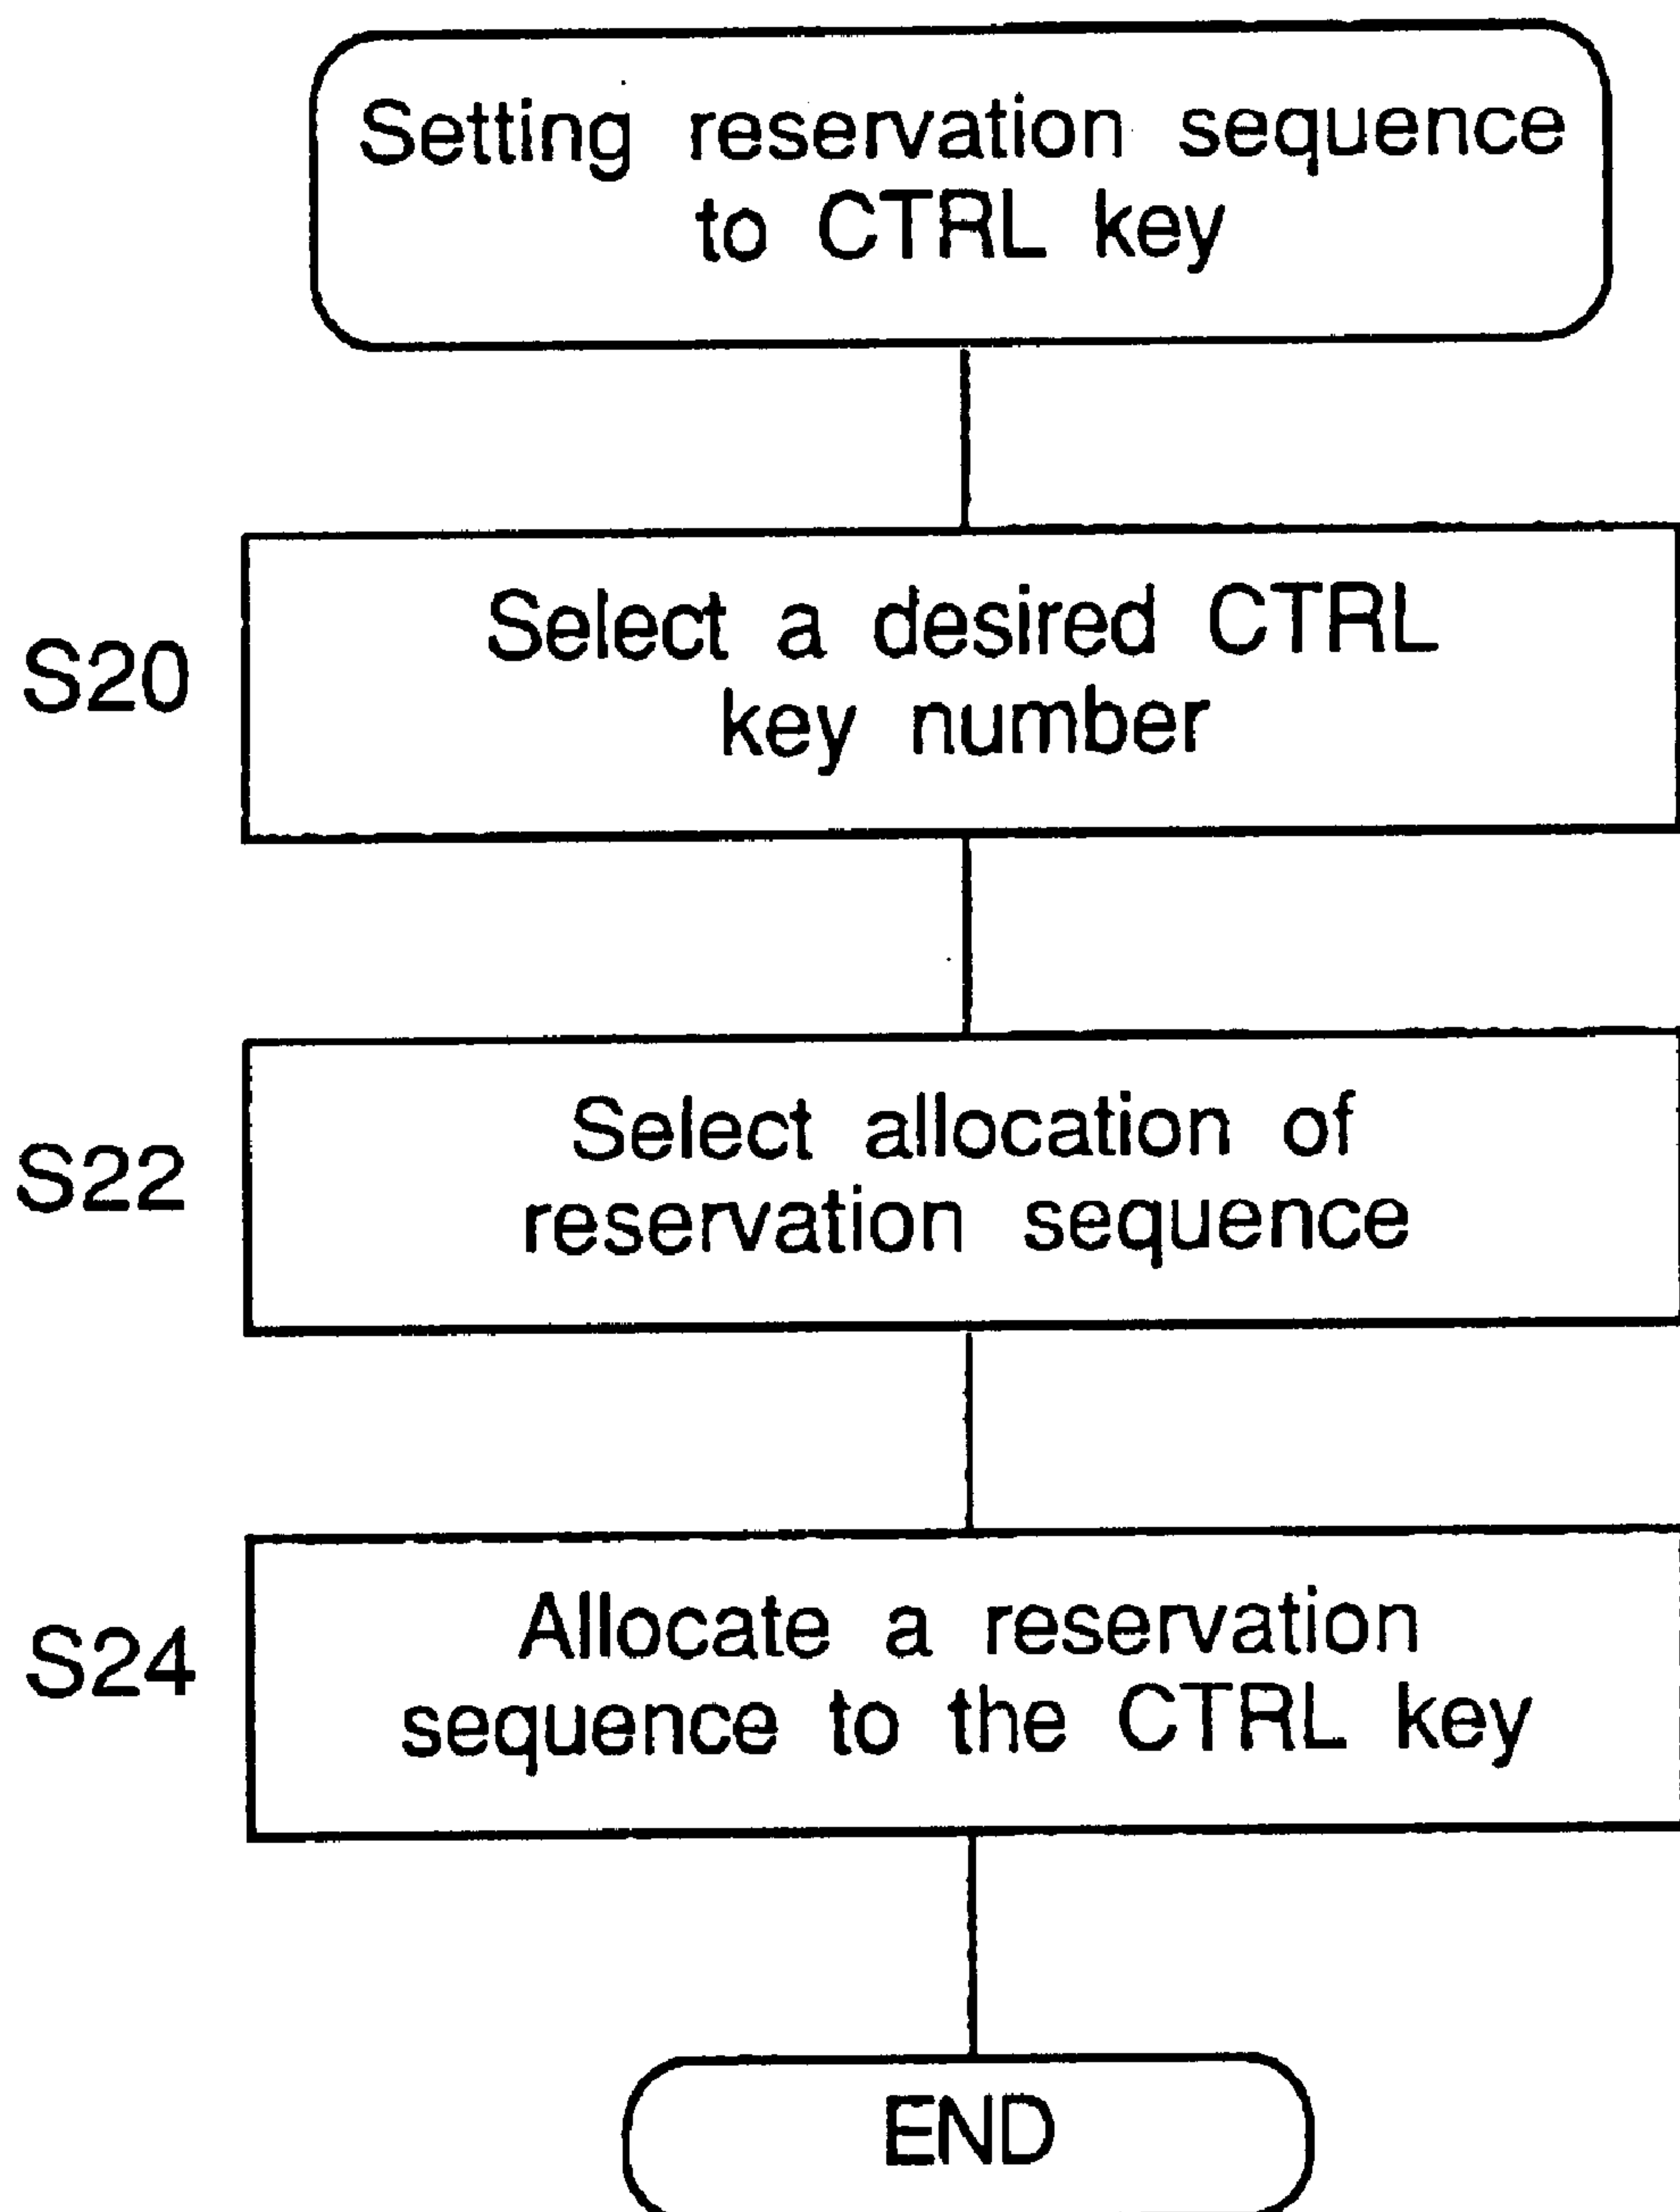 Setting reservation sequence
to CTRL key
S20
Select a desired CTRL
key number
S22
Select allocation of
reservation sequence
S24
Allocate a reservation
sequence to the CTRL key
END